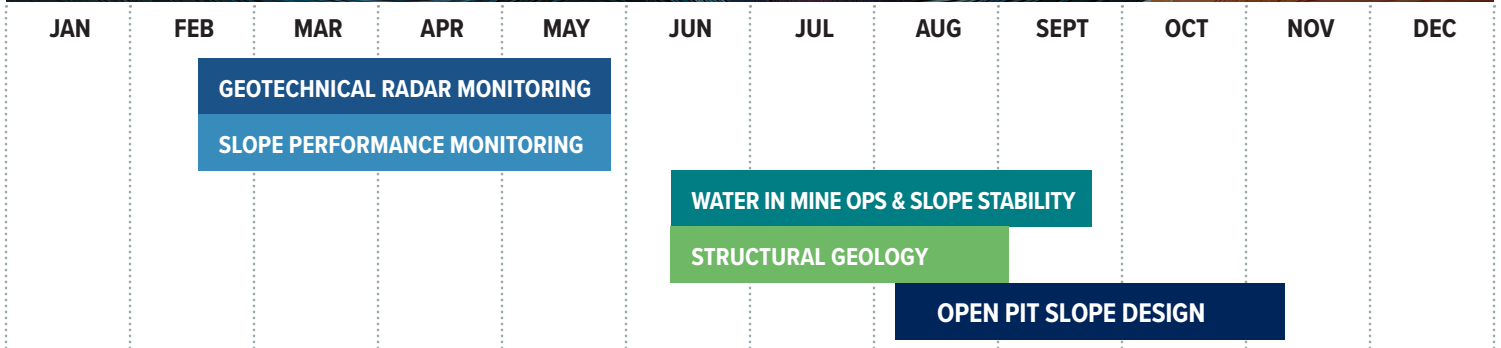 JAN FEB MAR APR MAY JUN JUL AUG SEPT OCT NOV DEC
GEOTECHNICAL RADAR MONITORING
SLOPE PERFORMANCE MONITORING
WATER IN MINE OPS & SLOPE STABILITY
STRUCTURAL GEOLOGY
OPEN PIT SLOPE DESIGN